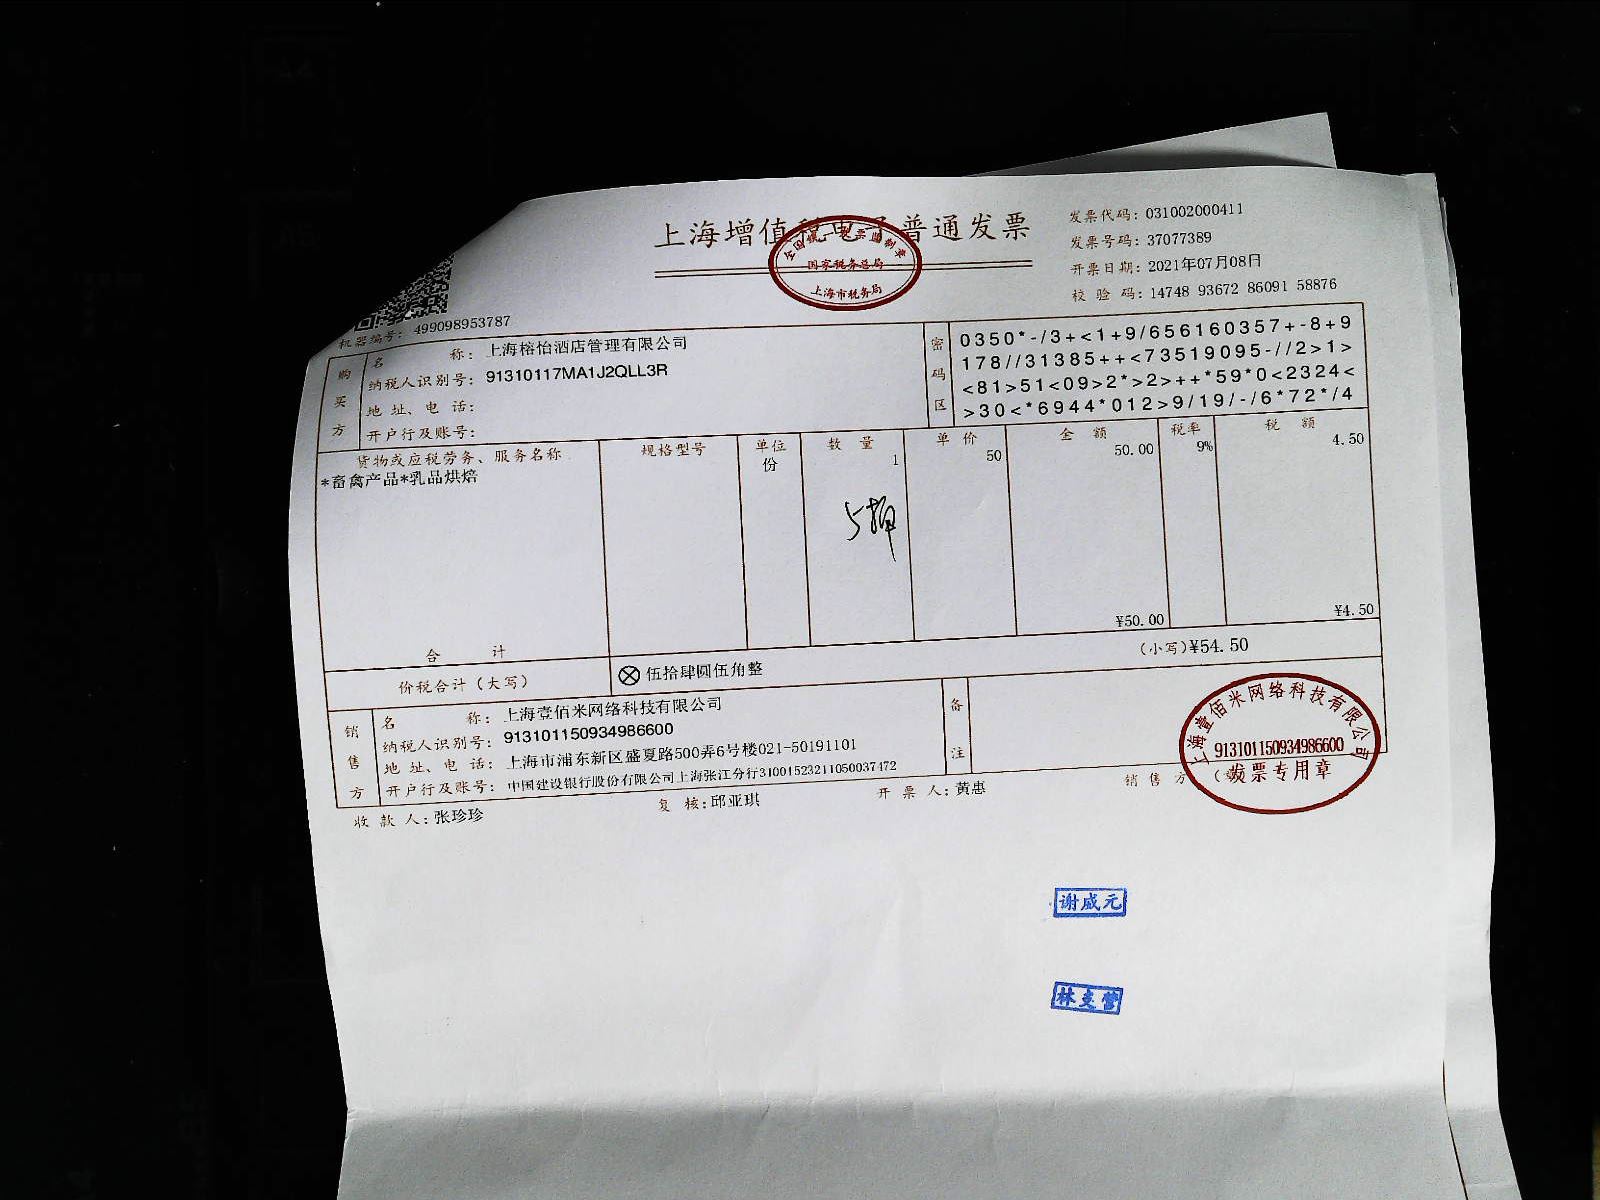 上海增值税电子普通发票
全国统一发票监制章
国家税务总局
上海市税务局
发票代码：031002000411
发票号码：37077389
开票日期：2021年07月08日
校 验 码：14748 93672 86091 58876
机器编号：499098953787
购买方
名 称：上海榕怡酒店管理有限公司
纳税人识别号：91310117MA1J2QLL3R
地 址、电 话：
开户行及账号：
密码区
0350*-/3+<1+9/656160357+-8+9
178//31385++<73519095-//2>1>
<81>51<09>2*>2>++*59*0<2324<
>30<*6944*012>9/19/-/6*72*/4
货物或应税劳务、服务名称 规格型号 单位 数 量 单 价 金 额 税率 税 额
*畜禽产品*乳品烘焙 份 1 50 50.00 9% 4.50
合 计 ¥50.00 ¥4.50
价税合计（大写） ⊗ 伍拾肆圆伍角整 （小写）¥54.50
销售方
名 称：上海壹佰米网络科技有限公司
纳税人识别号：913101150934986600
地 址、电 话：上海市浦东新区盛夏路500弄6号楼021-50191101
开户行及账号：中国建设银行股份有限公司上海张江分行31001523211050037472
备注
收 款 人：张珍珍 复 核：邱亚琪 开 票 人：黄惠 销 售 方
上海壹佰米网络科技有限公司
913101150934986600
发票专用章
谢盛元